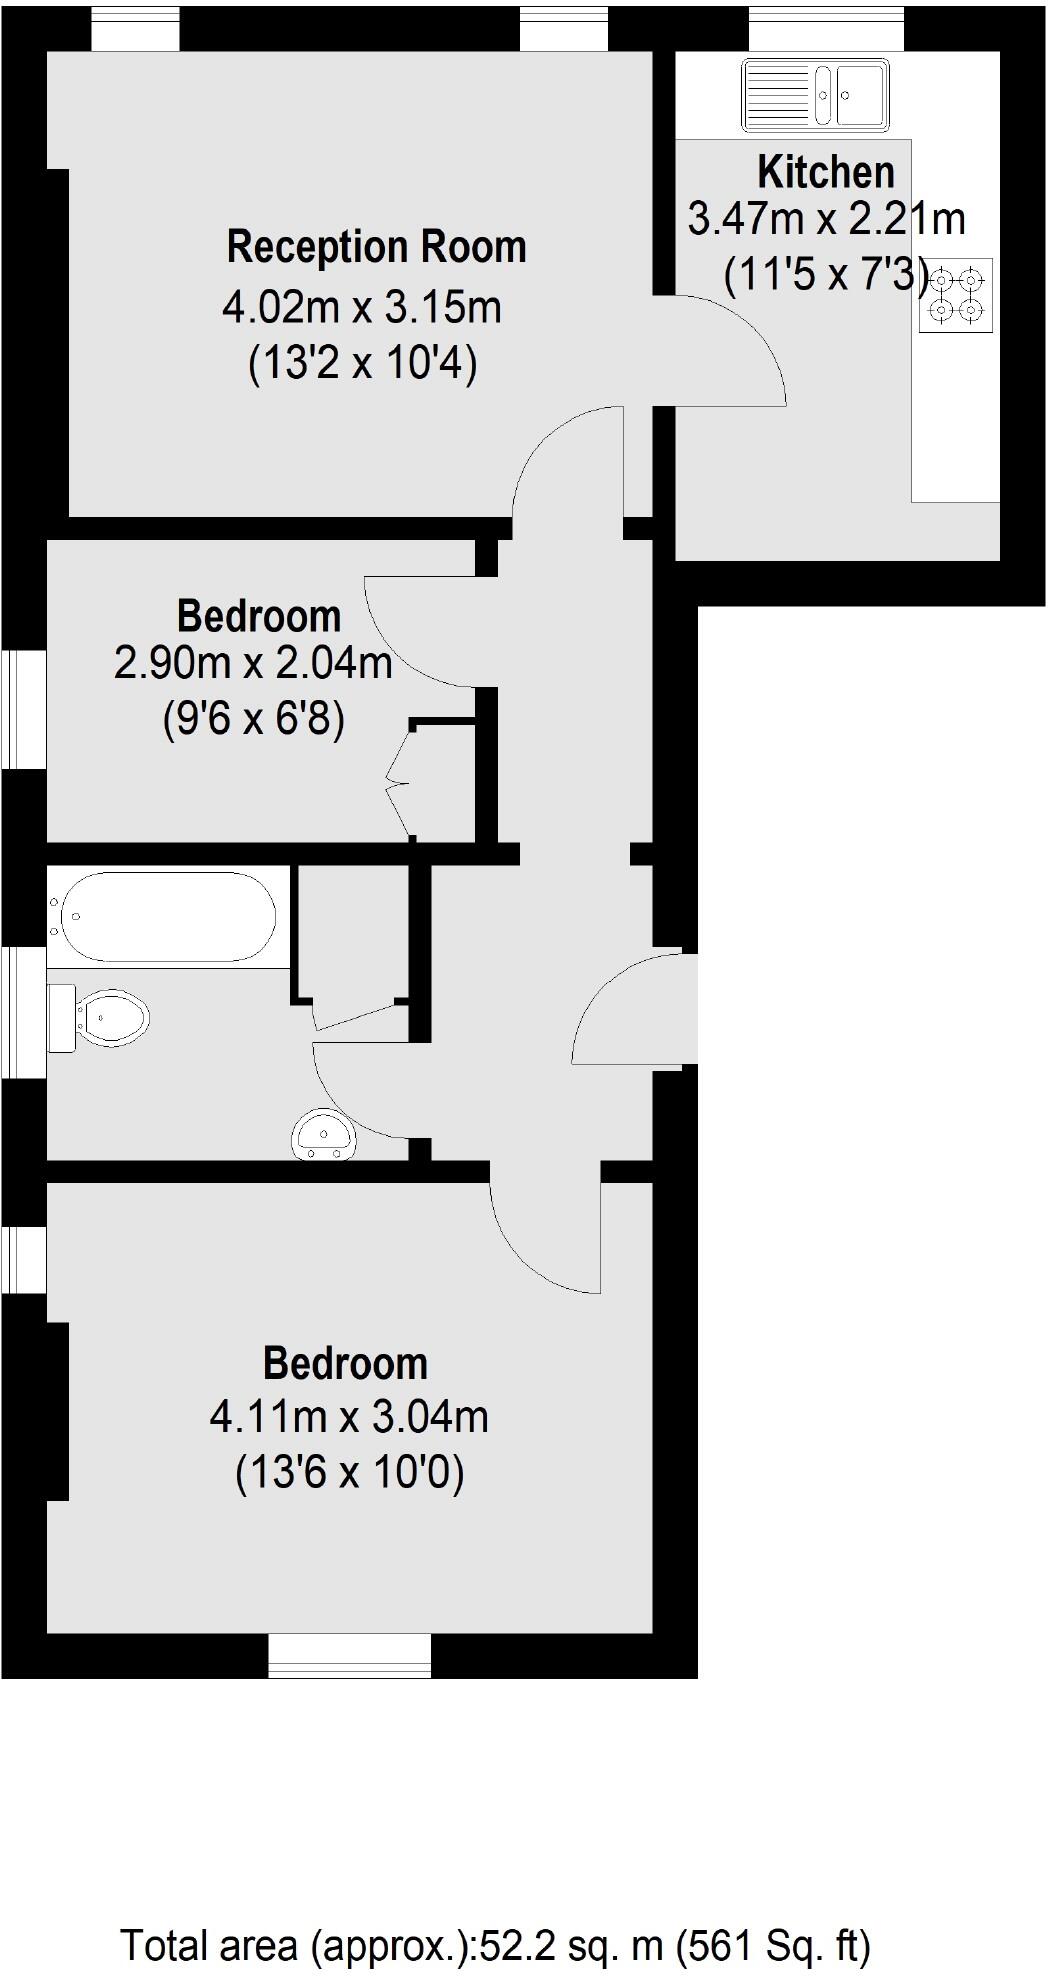 Reception Room
4.02m x 3.15m
(13'2 x 10'4)
Kitchen
3.47m x 2.21m
(11'5 x 7'3)
Bedroom
2.90m x 2.04m
(9'6 x 6'8)
Bedroom
4.11m x 3.04m
(13'6 x 10'0)
Total area (approx.):52.2 sq. m (561 Sq. ft)